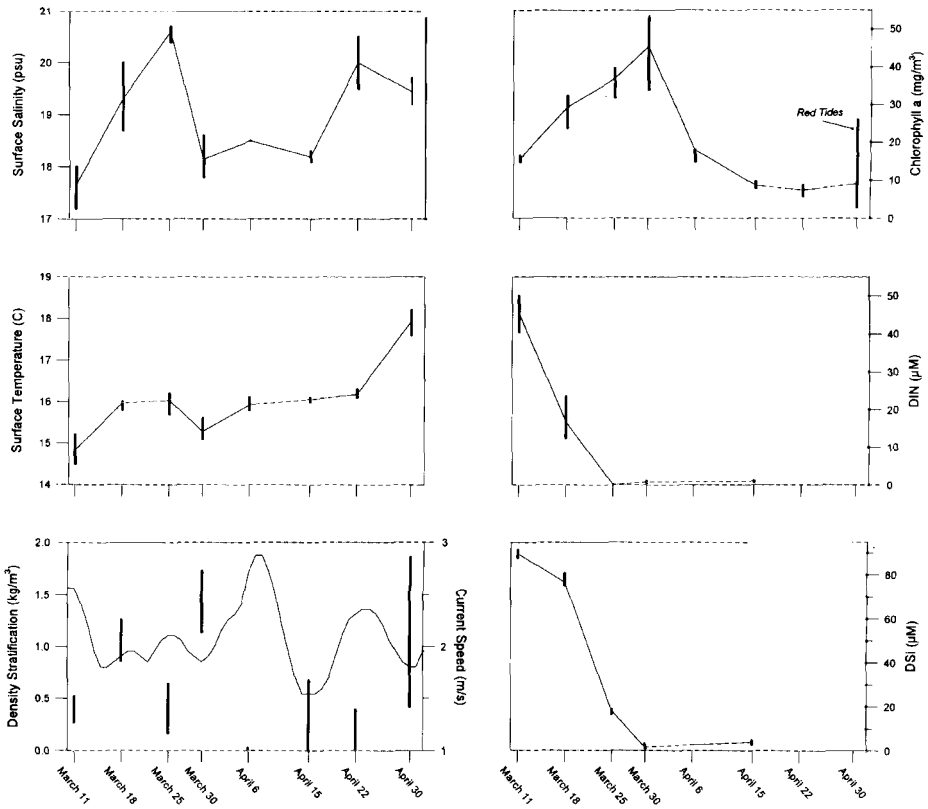 21
20
19
18
17
Surface Salinity (psu)
50
40
30
20
10
0
Chlorophyll a (mg/m³)
Red Tides
19
18
17
16
15
14
Surface Temperature (C)
50
40
30
20
10
0
DIN (µM)
2.0
1.5
1.0
0.5
0.0
Density Stratification (kg/m³)
3
2
1
Current Speed (m/s)
80
60
40
20
0
DSi (µM)
March 11
March 18
March 25
March 30
April 6
April 15
April 22
April 30
March 11
March 18
March 25
March 30
April 6
April 15
April 22
April 30